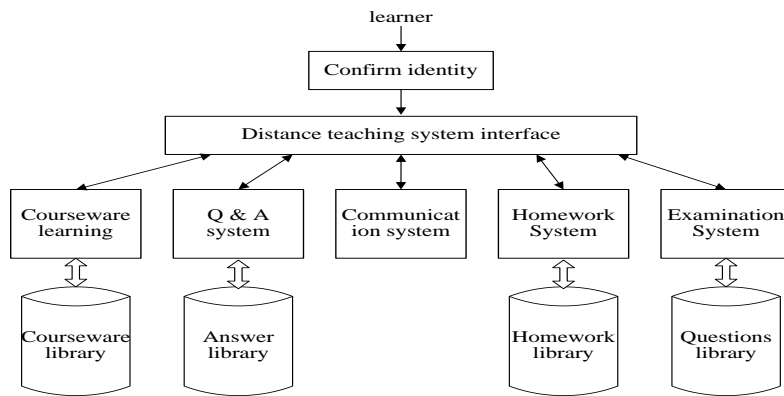 learner
Confirm identity
Distance teaching system interface
Courseware
learning
Q & A
system
Communicat
ion system
Homework
System
Examination
System
Courseware
library
Answer
library
Homework
library
Questions
library